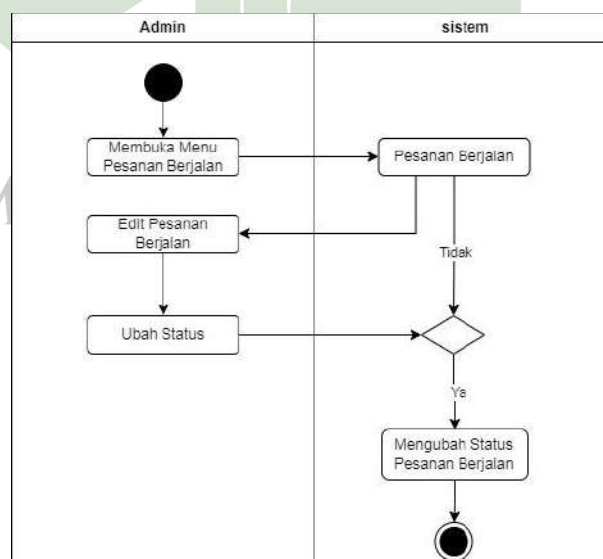 Admin
sistem
Membuka Menu
Pesanan Berjalan
Pesanan Berjalan
Edit Pesanan
Berjalan
Tidak
Ubah Status
Ya
Mengubah Status
Pesanan Berjalan